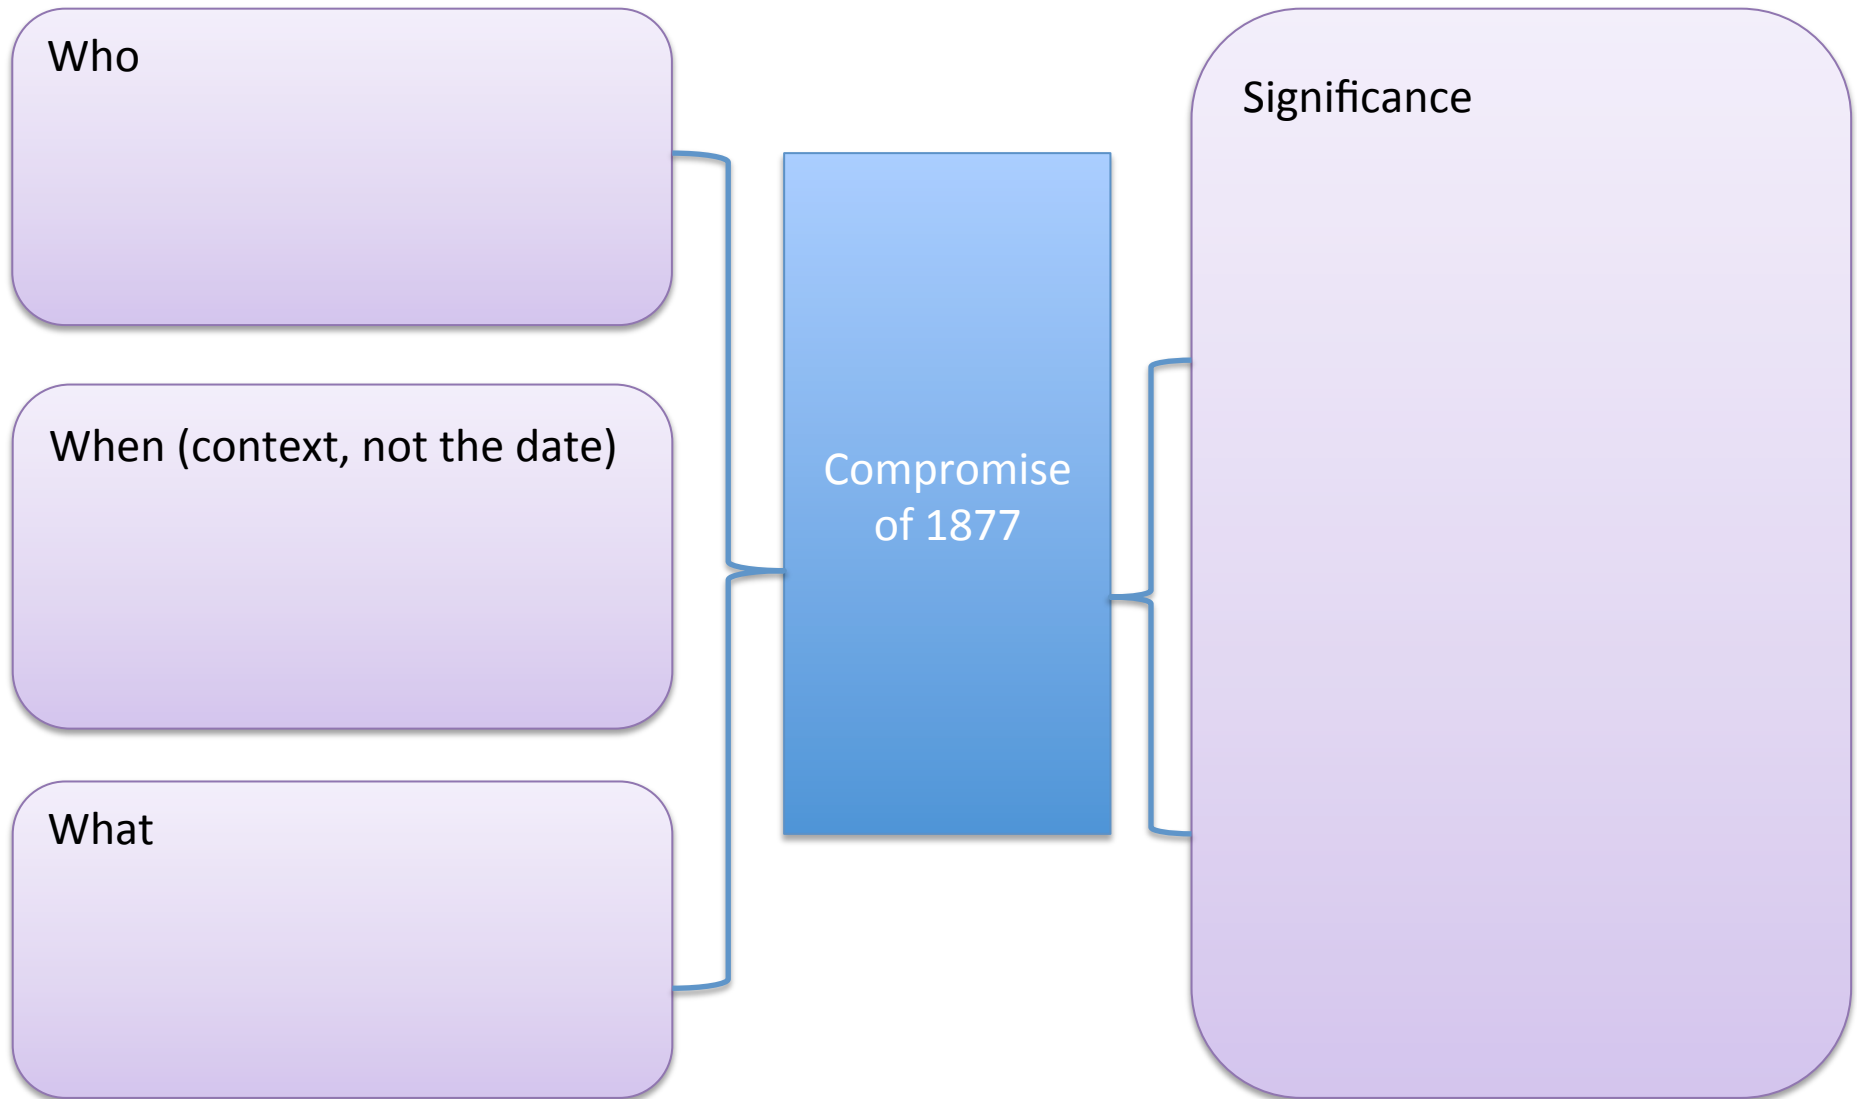 Who
When (context, not the date)
What
Compromise
of 1877
Significance